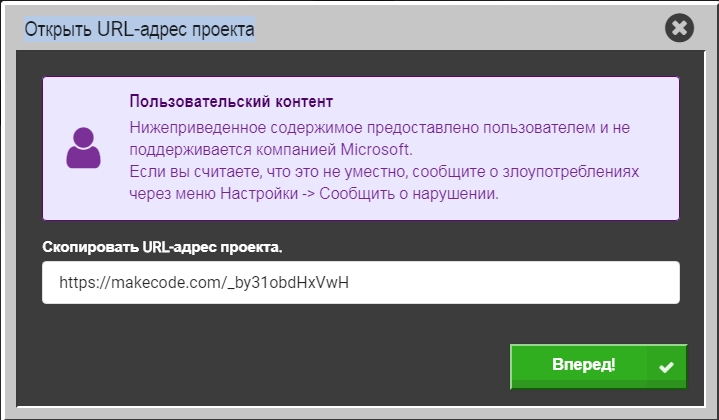 Открыть URL-адрес проекта
Пользовательский контент
Нижеприведенное содержимое предоставлено пользователем и не
поддерживается компанией Microsoft.
Если вы считаете, что это не уместно, сообщите о злоупотреблениях
через меню Настройки -> Сообщить о нарушении.
Скопировать URL-адрес проекта.
https://makecode.com/_by31obdHxVwH
Вперед!